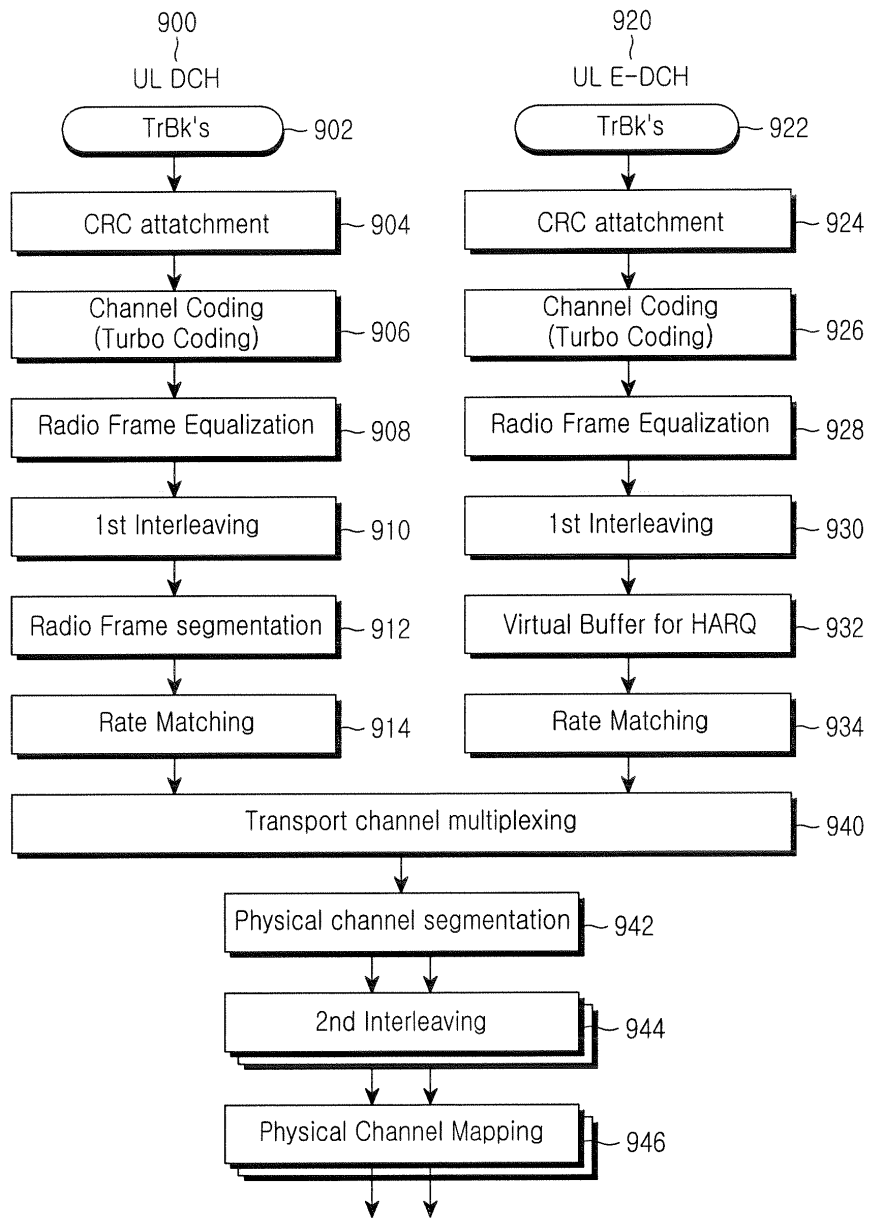 900
UL DCH
TrBk's
902
CRC attatchment
904
Channel Coding
(Turbo Coding)
906
Radio Frame Equalization
908
1st Interleaving
910
Radio Frame segmentation
912
Rate Matching
914
920
UL E-DCH
TrBk's
922
CRC attatchment
924
Channel Coding
(Turbo Coding)
926
Radio Frame Equalization
928
1st Interleaving
930
Virtual Buffer for HARQ
932
Rate Matching
934
Transport channel multiplexing
940
Physical channel segmentation
942
2nd Interleaving
944
Physical Channel Mapping
946